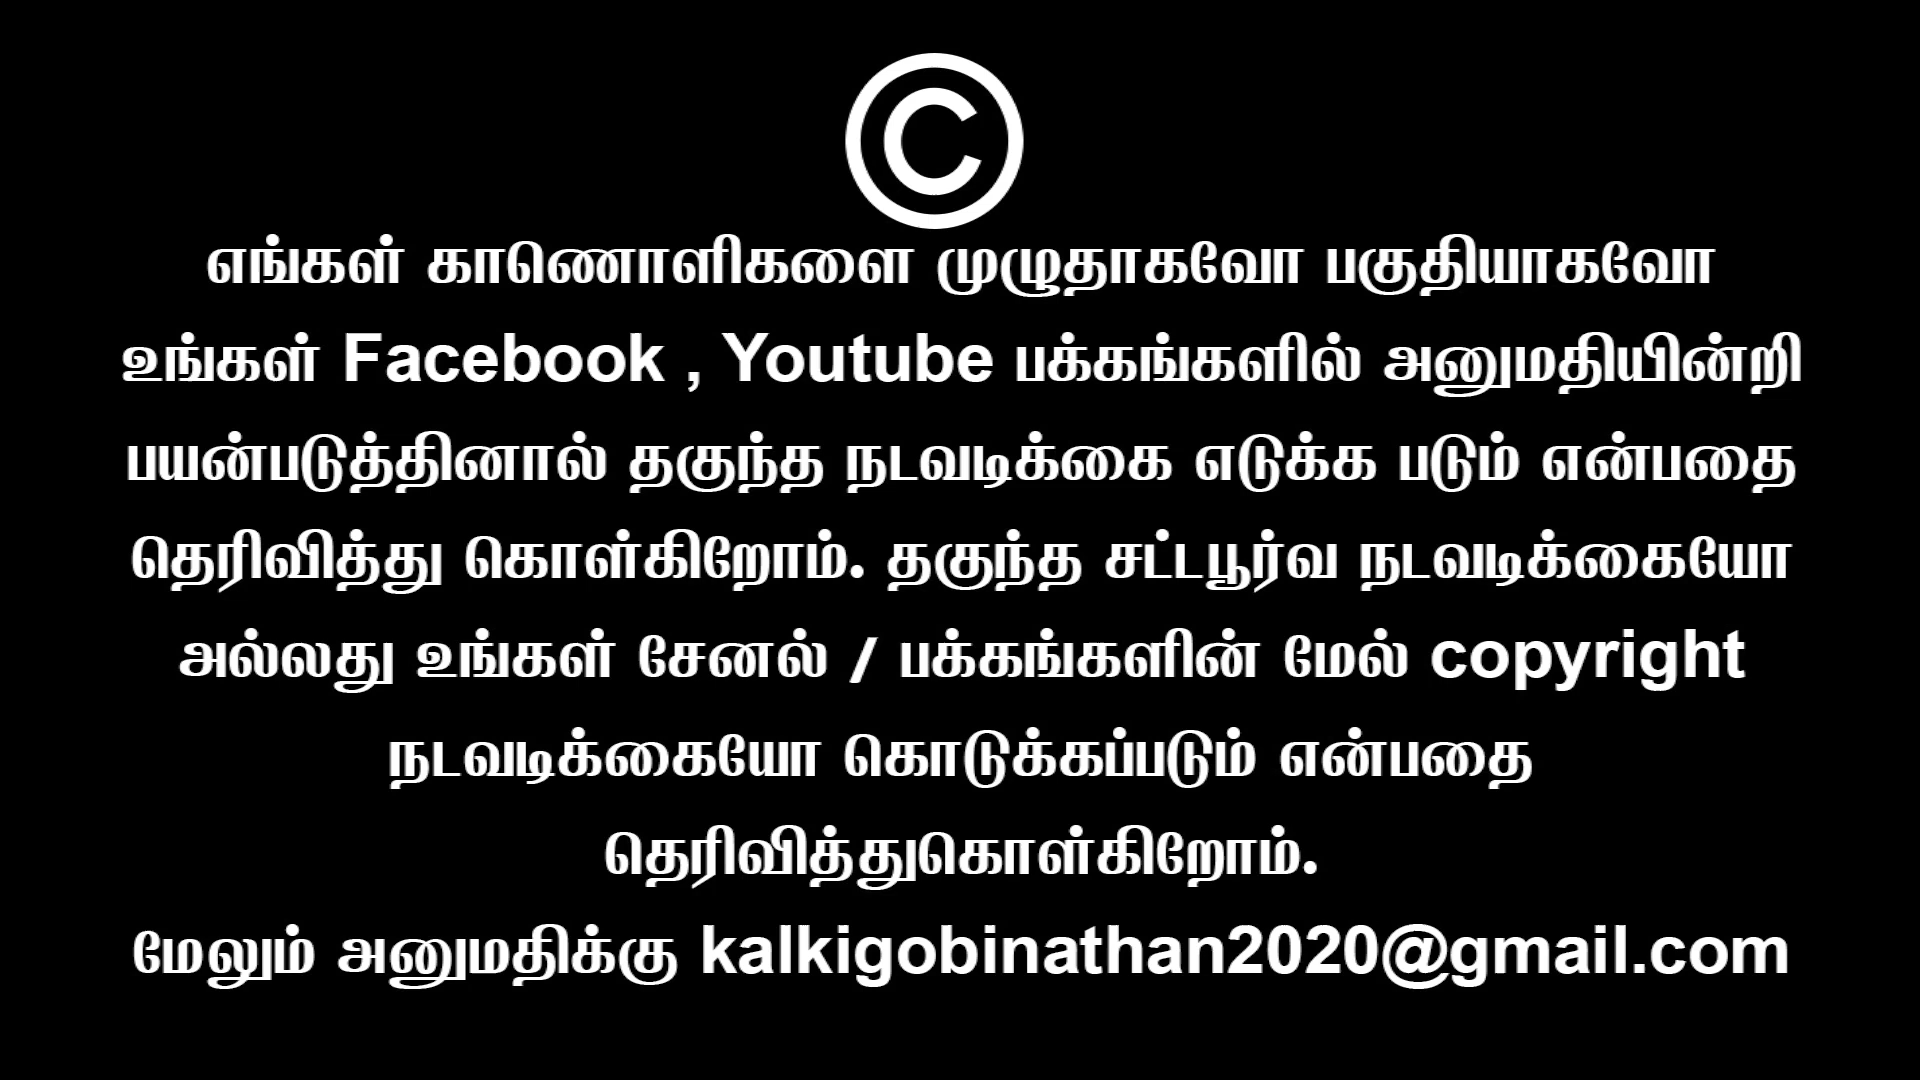 ©
எங்கள் காணொளிகளை முழுதாகவோ பகுதியாகவோ
உங்கள் Facebook , Youtube பக்கங்களில் அனுமதியின்றி
பயன்படுத்தினால் தகுந்த நடவடிக்கை எடுக்க படும் என்பதை
தெரிவித்து கொள்கிறோம். தகுந்த சட்டபூர்வ நடவடிக்கையோ
அல்லது உங்கள் சேனல் / பக்கங்களின் மேல் copyright
நடவடிக்கையோ கொடுக்கப்படும் என்பதை
தெரிவித்துகொள்கிறோம்.
மேலும் அனுமதிக்கு kalkigobinathan2020@gmail.com